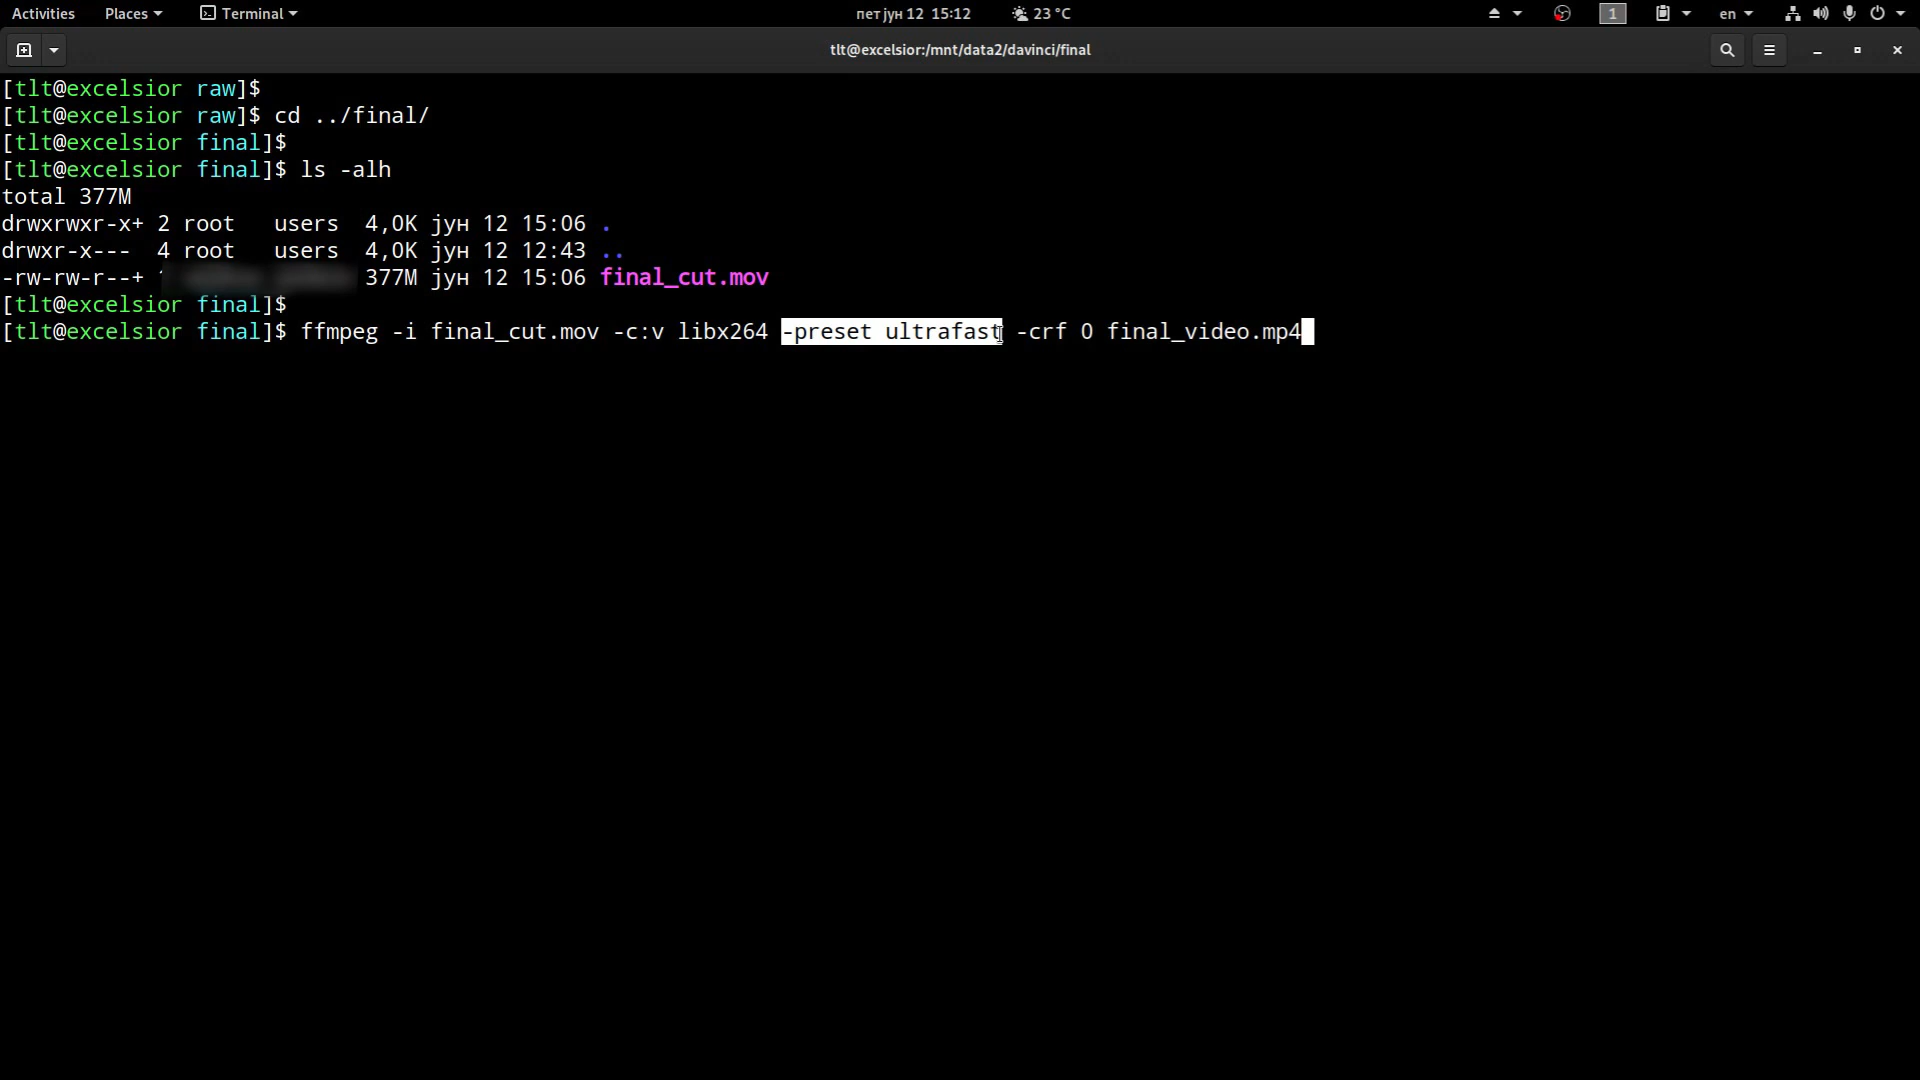 Activities Places Terminal пет јун 12 15:12 23 °C 1 en
tlt@excelsior:/mnt/data2/davinci/final
[tlt@excelsior raw]$
[tlt@excelsior raw]$ cd ../final/
[tlt@excelsior final]$
[tlt@excelsior final]$ ls -alh
total 377M
drwxrwxr-x+ 2 root users 4,0K јун 12 15:06 .
drwxr-x--- 4 root users 4,0K јун 12 12:43 ..
-rw-rw-r--+ 377M јун 12 15:06 final_cut.mov
[tlt@excelsior final]$
[tlt@excelsior final]$ ffmpeg -i final_cut.mov -c:v libx264 -preset ultrafast -crf 0 final_video.mp4